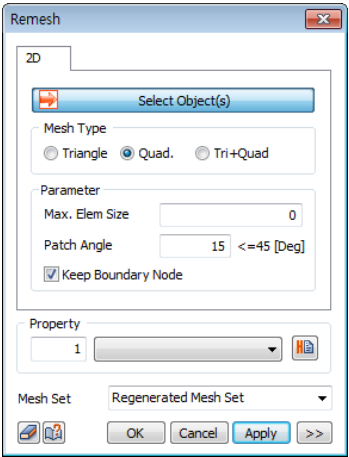 Remesh
2D
Select Object(s)
Mesh Type
Triangle Quad. Tri+Quad
Parameter
Max. Elem Size 0
Patch Angle 15 <=45 [Deg]
Keep Boundary Node
Property
1
Mesh Set Regenerated Mesh Set
OK Cancel Apply >>